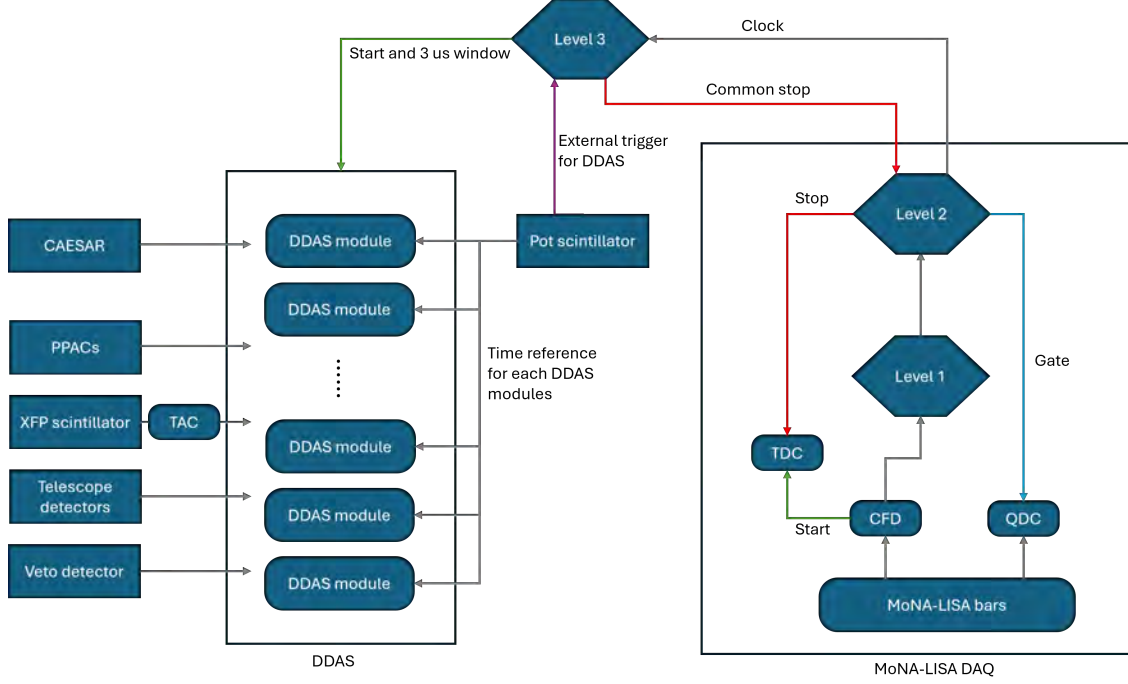 Level 3
Clock
Start and 3 us window
Common stop
External trigger
for DDAS
CAESAR
DDAS module
Pot scintillator
Stop
Level 2
DDAS module
PPACs
Time reference
for each DDAS
modules
Level 1
Gate
XFP scintillator
TAC
DDAS module
TDC
Telescope
detectors
DDAS module
CFD
QDC
Start
Veto detector
DDAS module
MoNA-LISA bars
DDAS
MoNA-LISA DAQ